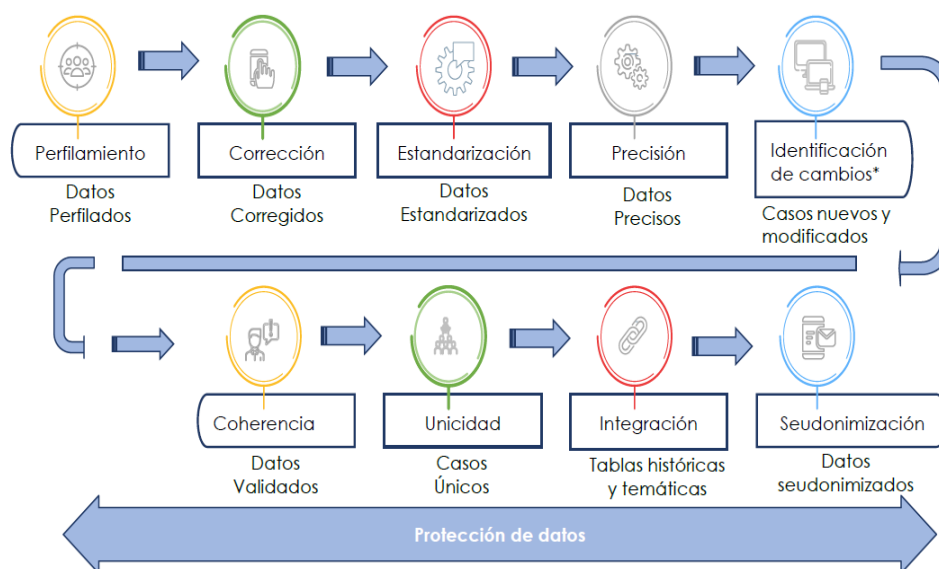 Perfilamiento
Corrección
Estandarización
Precisión
Identificación
de cambios*
Datos
Perfilados
Datos
Corregidos
Datos
Estandarizados
Datos
Precisos
Casos nuevos y
modificados
Coherencia
Unicidad
Integración
Seudonimización
Datos
Validados
Casos
Únicos
Tablas históricas
y temáticas
Datos
seudonimizados
Protección de datos